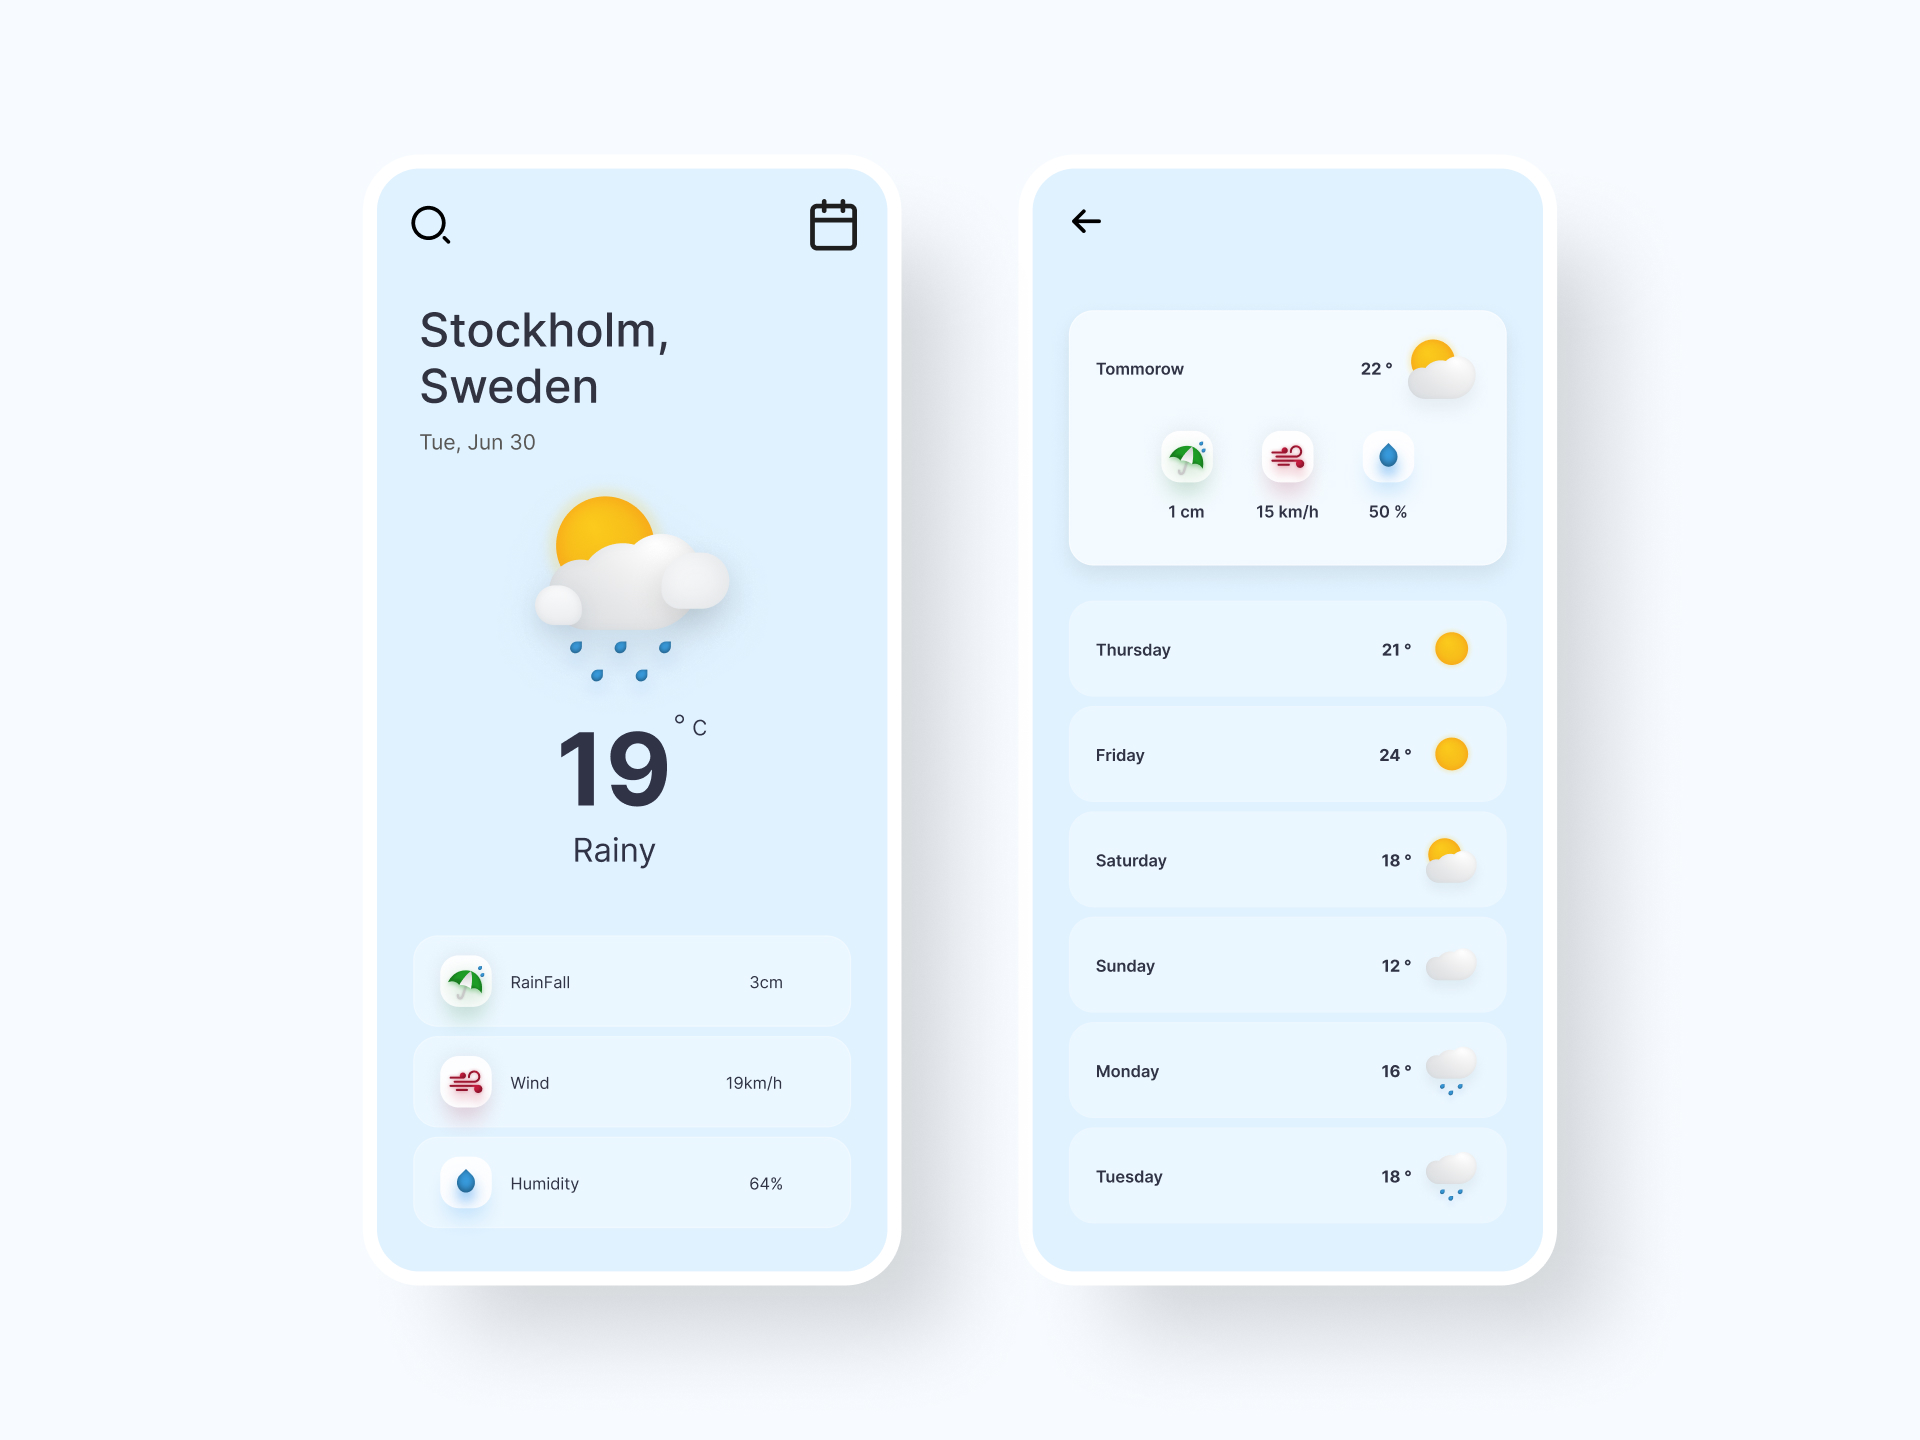 Stockholm,
Sweden
Tue, Jun 30
19 ° C
Rainy
RainFall 3cm
Wind 19km/h
Humidity 64%
Tommorow 22 °
1 cm 15 km/h 50 %
Thursday 21 °
Friday 24 °
Saturday 18 °
Sunday 12 °
Monday 16 °
Tuesday 18 °